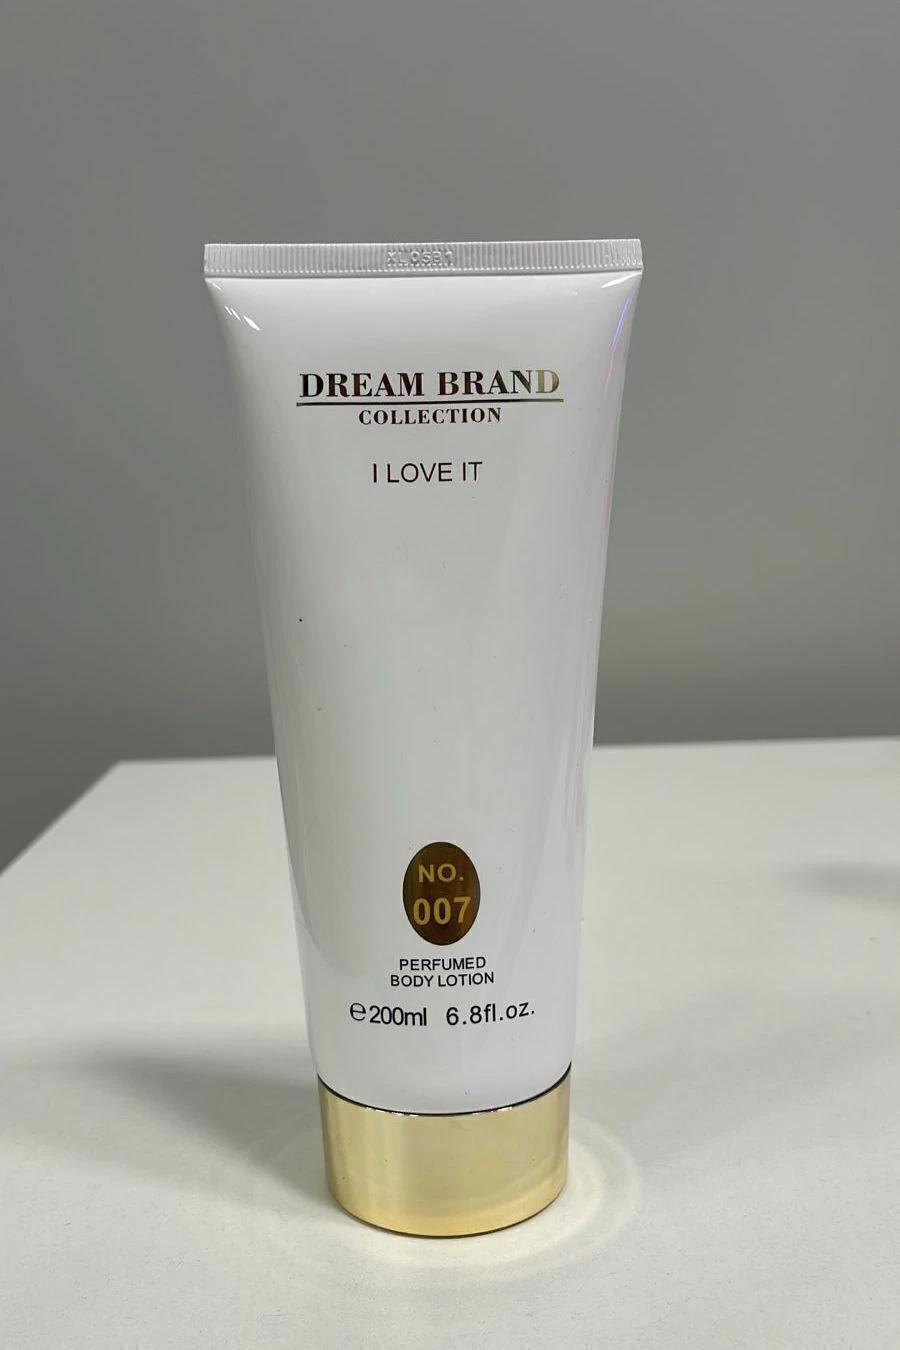 DREAM BRAND
COLLECTION
I LOVE IT
NO.
007
PERFUMED
BODY LOTION
℮200ml 6.8fl.oz.